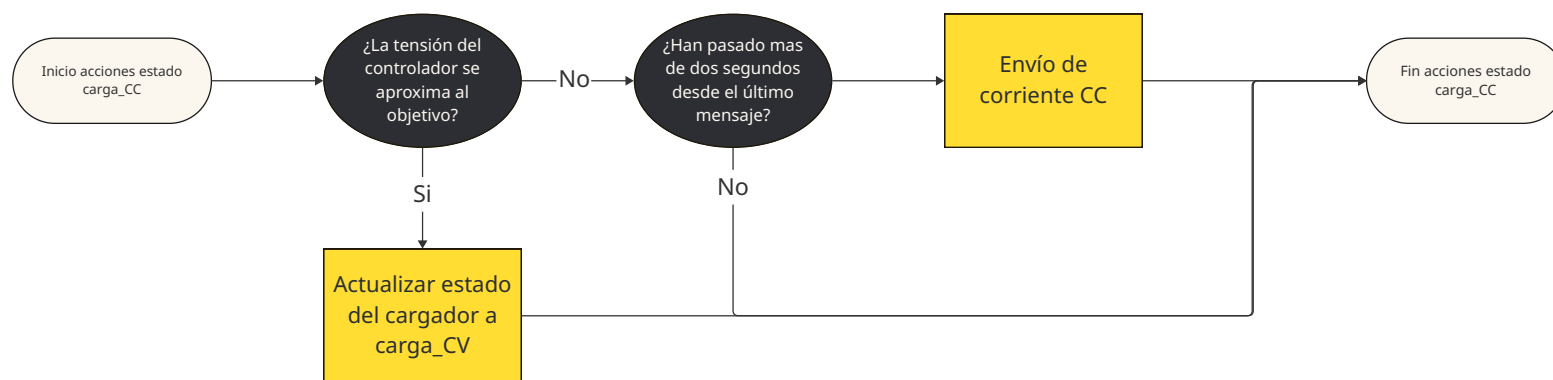 Inicio acciones estado
carga_CC
¿La tensión del
controlador se
aproxima al
objetivo?
No
¿Han pasado mas
de dos segundos
desde el último
mensaje?
Envío de
corriente CC
Fin acciones estado
carga_CC
Si
No
Actualizar estado
del cargador a
carga_CV